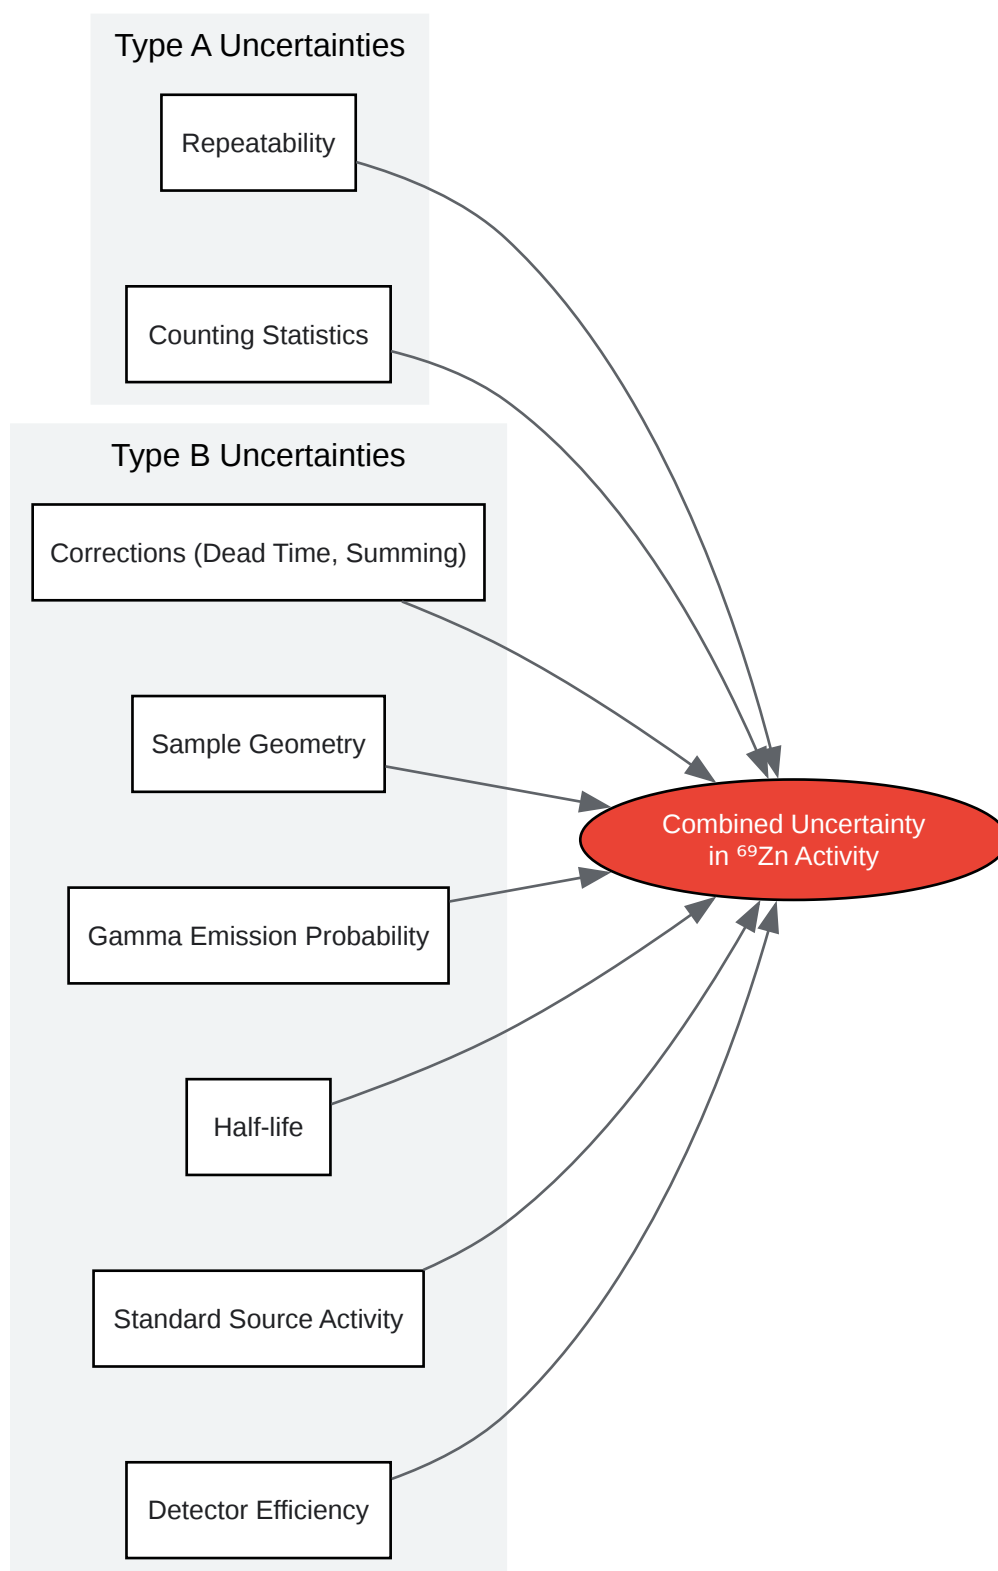 Type A Uncertainties
Repeatability
Counting Statistics
Type B Uncertainties
Corrections (Dead Time, Summing)
Sample Geometry
Gamma Emission Probability
Half-life
Standard Source Activity
Detector Efficiency
Combined Uncertainty
in ⁶⁹Zn Activity